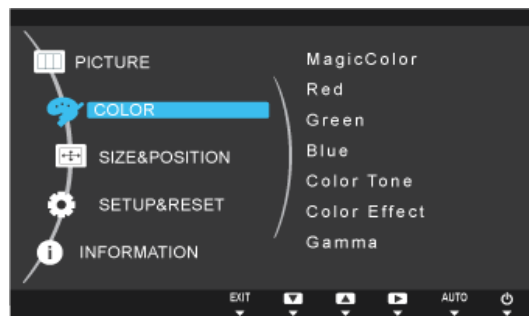 PICTURE
COLOR
SIZE&POSITION
SETUP&RESET
INFORMATION
MagicColor
Red
Green
Blue
Color Tone
Color Effect
Gamma
EXIT
AUTO